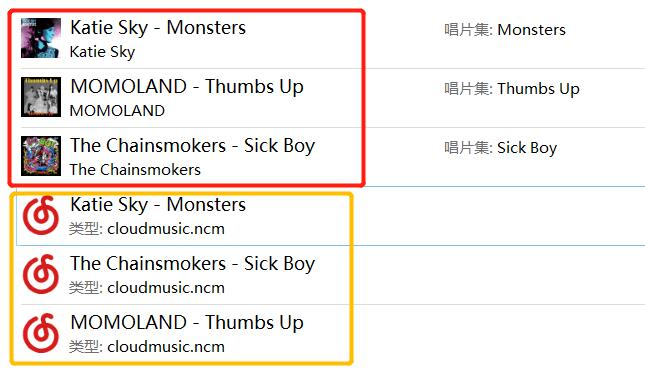 Katie Sky - Monsters 唱片集: Monsters
Katie Sky
MOMOLAND - Thumbs Up 唱片集: Thumbs Up
MOMOLAND
The Chainsmokers - Sick Boy 唱片集: Sick Boy
The Chainsmokers
Katie Sky - Monsters
类型: cloudmusic.ncm
The Chainsmokers - Sick Boy
类型: cloudmusic.ncm
MOMOLAND - Thumbs Up
类型: cloudmusic.ncm